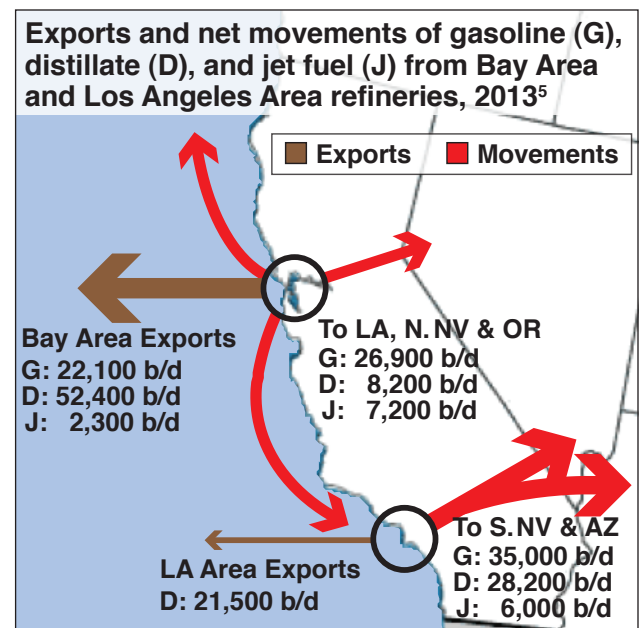 Exports and net movements of gasoline (G),
distillate (D), and jet fuel (J) from Bay Area
and Los Angeles Area refineries, 2013⁵
Exports
Movements
Bay Area Exports
G: 22,100 b/d
D: 52,400 b/d
J: 2,300 b/d
To LA, N. NV & OR
G: 26,900 b/d
D: 8,200 b/d
J: 7,200 b/d
LA Area Exports
D: 21,500 b/d
To S. NV & AZ
G: 35,000 b/d
D: 28,200 b/d
J: 6,000 b/d